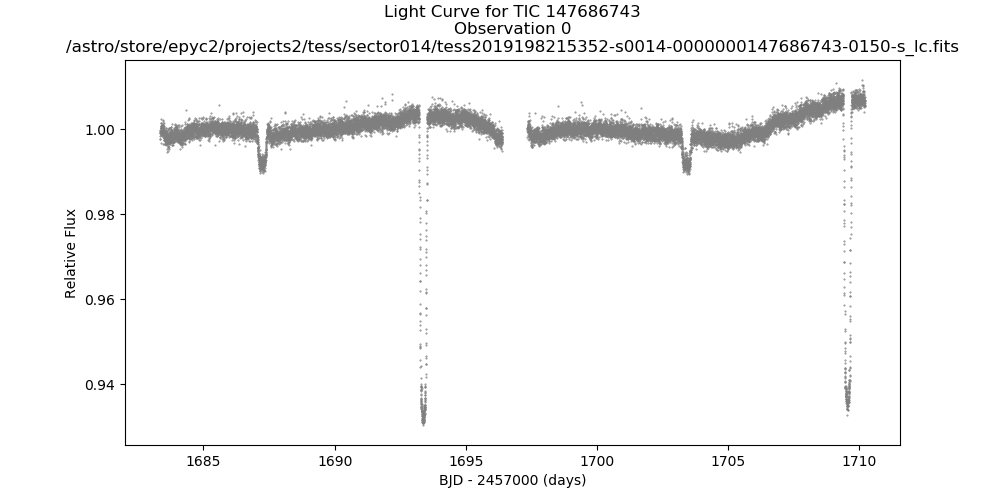 Light Curve for TIC 147686743
Observation 0
/astro/store/epyc2/projects2/tess/sector014/tess2019198215352-s0014-0000000147686743-0150-s_lc.fits
1.00
0.98
0.96
0.94
Relative Flux
1685
1690
1695
1700
1705
1710
BJD - 2457000 (days)